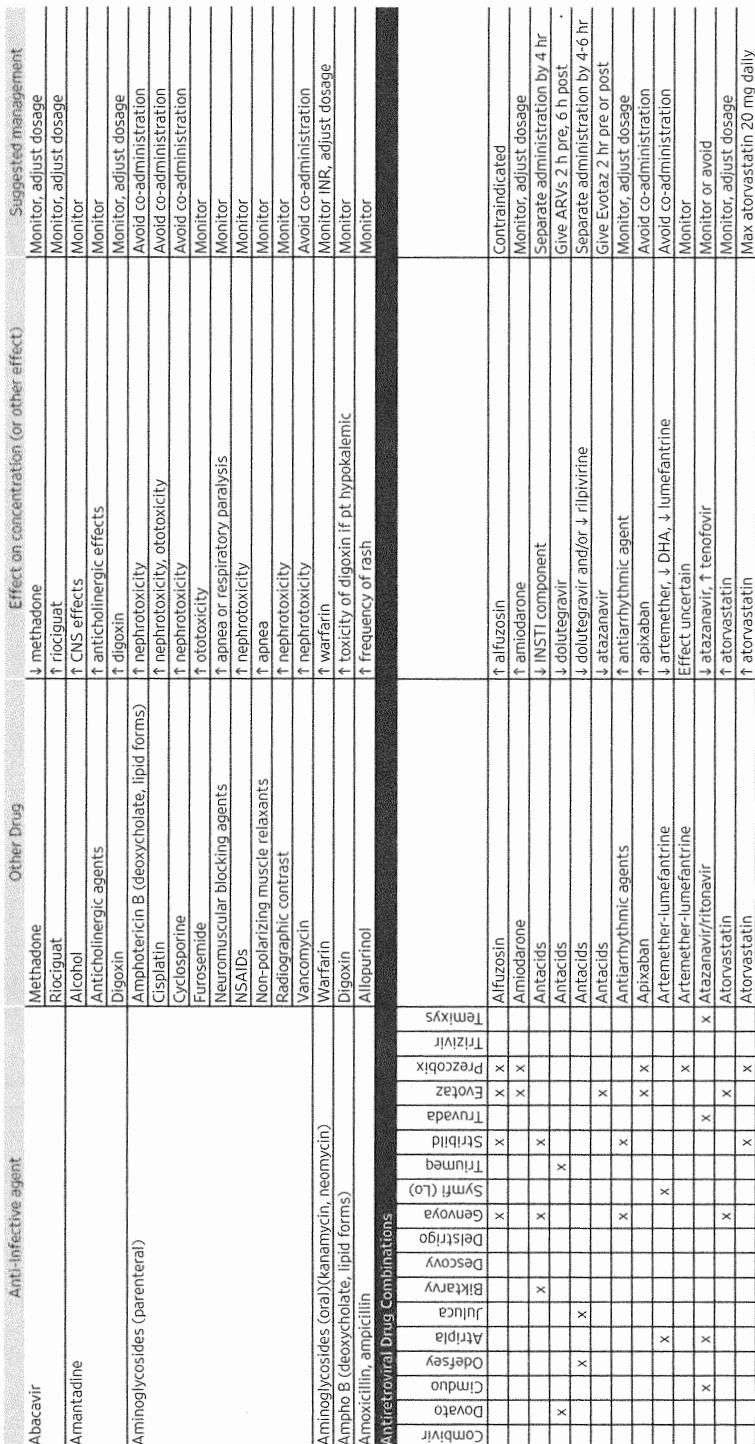 Anti-Infective agent Other Drug Effect on concentration (or other effect) Suggested management
Abacavir Methadone ↓ methadone Monitor, adjust dosage
Riociguat ↑ riociguat Monitor, adjust dosage
Amantadine Alcohol ↑ CNS effects Monitor
Anticholinergic agents ↑ anticholinergic effects Monitor
Digoxin ↑ digoxin Monitor, adjust dosage
Aminoglycosides (parenteral) Amphotericin B (deoxycholate, lipid forms) ↑ nephrotoxicity Avoid co-administration
Cisplatin ↑ nephrotoxicity, ototoxicity Avoid co-administration
Cyclosporine ↑ nephrotoxicity Avoid co-administration
Furosemide ↑ ototoxicity Monitor
Neuromuscular blocking agents ↑ apnea or respiratory paralysis Monitor
NSAIDs ↑ nephrotoxicity Monitor
Non-polarizing muscle relaxants ↑ apnea Monitor
Radiographic contrast ↑ nephrotoxicity Monitor
Vancomycin ↑ nephrotoxicity Avoid co-administration
Aminoglycosides (oral)(kanamycin, neomycin) Warfarin ↑ warfarin Monitor INR, adjust dosage
Ampho B (deoxycholate, lipid forms) Digoxin ↑ toxicity of digoxin if pt hypokalemic Monitor
Amoxicillin, ampicillin Allopurinol ↑ frequency of rash Monitor
Antiretroviral Drug Combinations
Combivir Dovato Cimduo Odefsey Atripla Juluca Biktarvy Descovy Delstrigo Genvoya Symfi (Lo) Triumeq Stribild Truvada Evotaz Prezcobix Trizivir Temixys
x x x x Alfuzosin ↑ alfuzosin Contraindicated
x x Amiodarone ↑ amiodarone Monitor, adjust dosage
x x x Antacids ↓ INSTI component Separate administration by 4 hr
x x Antacids ↓ dolutegravir Give ARVs 2 h pre, 6 h post
x x Antacids ↓ dolutegravir and/or ↓ rilpivirine Separate administration by 4-6 hr
x Antacids ↓ atazanavir Give Evotaz 2 hr pre or post
x x Antiarrhythmic agents ↑ antiarrhythmic agent Monitor, adjust dosage
x x Apixaban ↑ apixaban Avoid co-administration
x x Artemether-lumefantrine ↓ artemether, ↓ DHA, ↓ lumefantrine Avoid co-administration
x Artemether-lumefantrine Effect uncertain Monitor
x x x x Atazanavir/ritonavir ↓ atazanavir, ↑ tenofovir Monitor or avoid
x x Atorvastatin ↑ atorvastatin Monitor, adjust dosage
x x Atorvastatin ↑ atorvastatin Max atorvastatin 20 mg daily